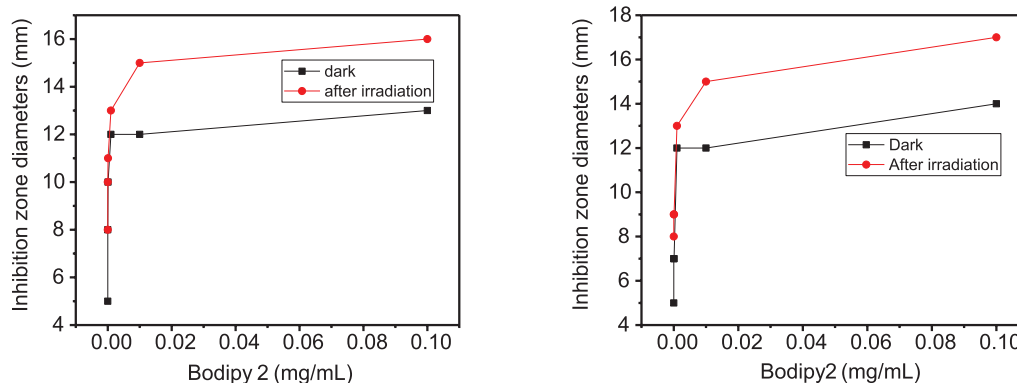 16
14
12
10
8
6
4
Inhibition zone diameters (mm)
dark
after irradiation
0.00 0.02 0.04 0.06 0.08 0.10
Bodipy 2 (mg/mL)
18
16
14
12
10
8
6
4
Inhibition zone diameters (mm)
Dark
After irradiation
0.00 0.02 0.04 0.06 0.08 0.10
Bodipy2 (mg/mL)